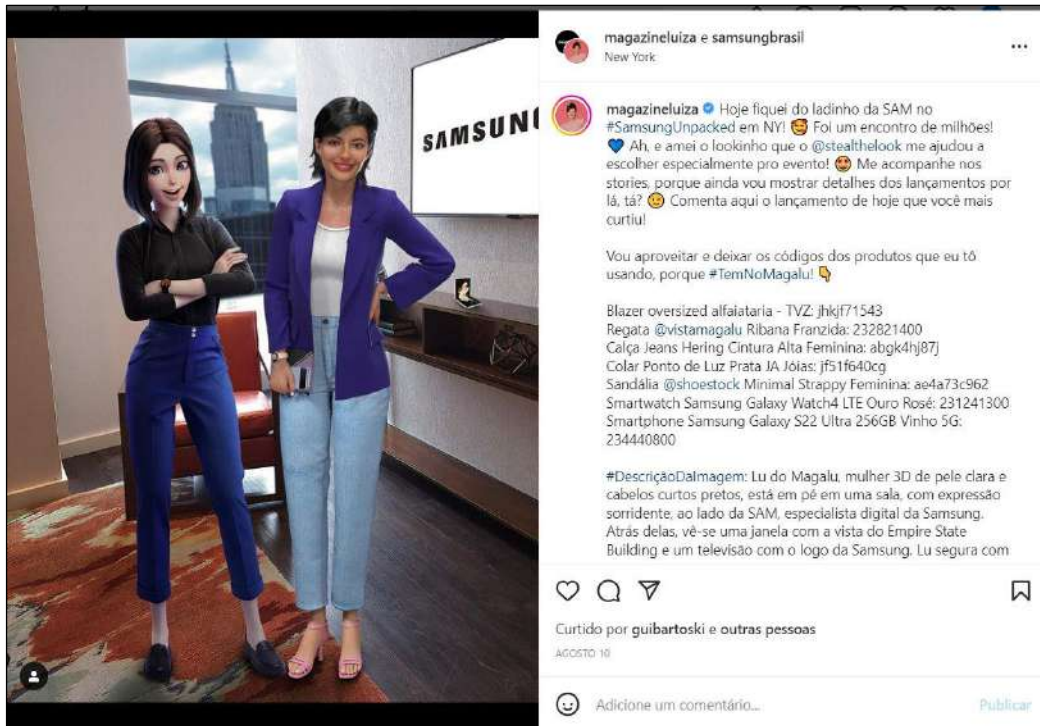 SAMSUN
magazineluiza e samsungbrasil
New York
magazineluiza Hoje fiquei do ladinho da SAM no
#SamsungUnpacked em NY! 🥰 Foi um encontro de milhões!
💙 Ah, e amei o lookinho que o @stealthelook me ajudou a
escolher especialmente pro evento! 🤩 Me acompanhe nos
stories, porque ainda vou mostrar detalhes dos lançamentos por
lá, tá? 😉 Comenta aqui o lançamento de hoje que você mais
curtiu!
Vou aproveitar e deixar os códigos dos produtos que eu tô
usando, porque #TemNoMagalu! 👇
Blazer oversized alfaiataria - TVZ: jhkjf71543
Regata @vistamagalu Ribana Franzida: 232821400
Calça Jeans Hering Cintura Alta Feminina: abgk4hj87j
Colar Ponto de Luz Prata JA Jóias: jf51f640cg
Sandália @shoestock Minimal Strappy Feminina: ae4a73c962
Smartwatch Samsung Galaxy Watch4 LTE Ouro Rosé: 231241300
Smartphone Samsung Galaxy S22 Ultra 256GB Vinho 5G:
234440800
#DescriçãoDaImagem: Lu do Magalu, mulher 3D de pele clara e
cabelos curtos pretos, está em pé em uma sala, com expressão
sorridente, ao lado da SAM, especialista digital da Samsung.
Atrás delas, vê-se uma janela com a vista do Empire State
Building e um televisão com o logo da Samsung. Lu segura com
Curtido por guibartoski e outras pessoas
AGOSTO 10
Adicione um comentário...
Publicar